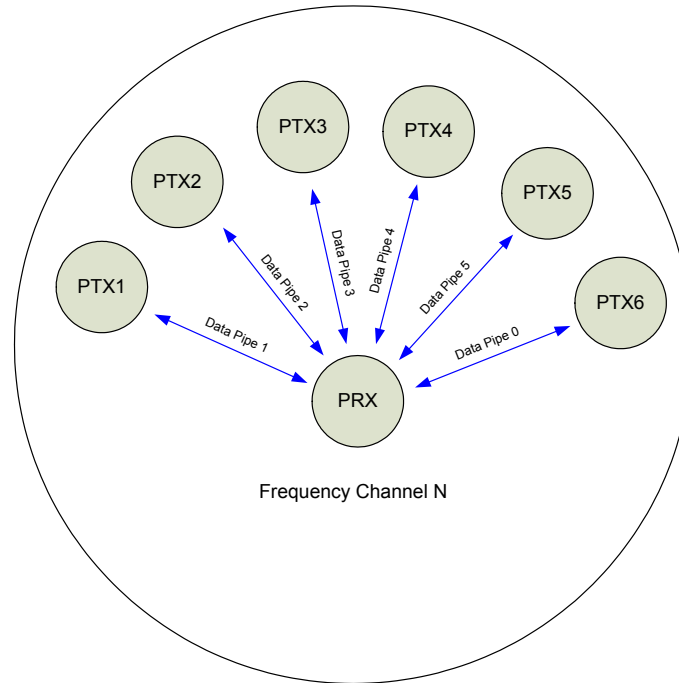 PTX3
PTX4
PTX2
PTX5
PTX1
PTX6
Data Pipe 1
Data Pipe 2
Data Pipe 3
Data Pipe 4
Data Pipe 5
Data Pipe 0
PRX
Frequency Channel N